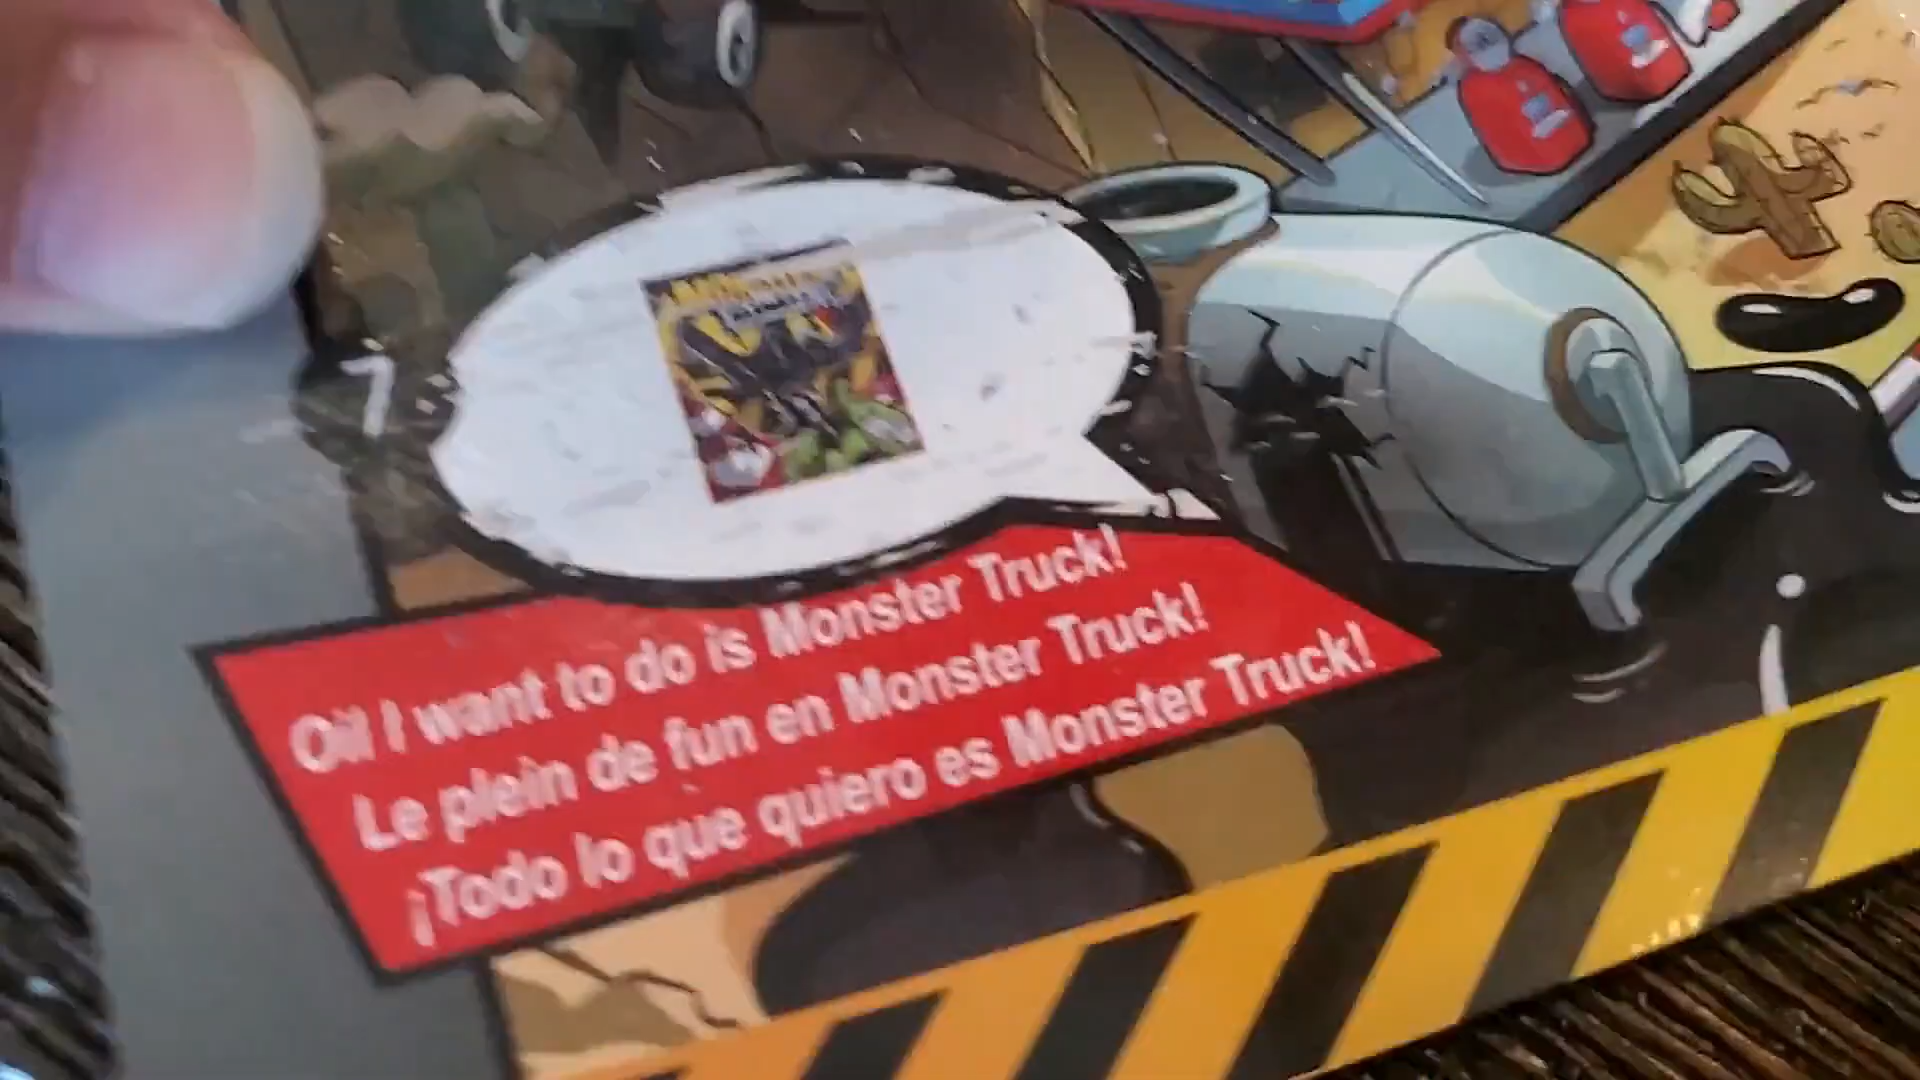 Oil I want to do is Monster Truck!
Le plein de fun en Monster Truck!
¡Todo lo que quiero es Monster Truck!